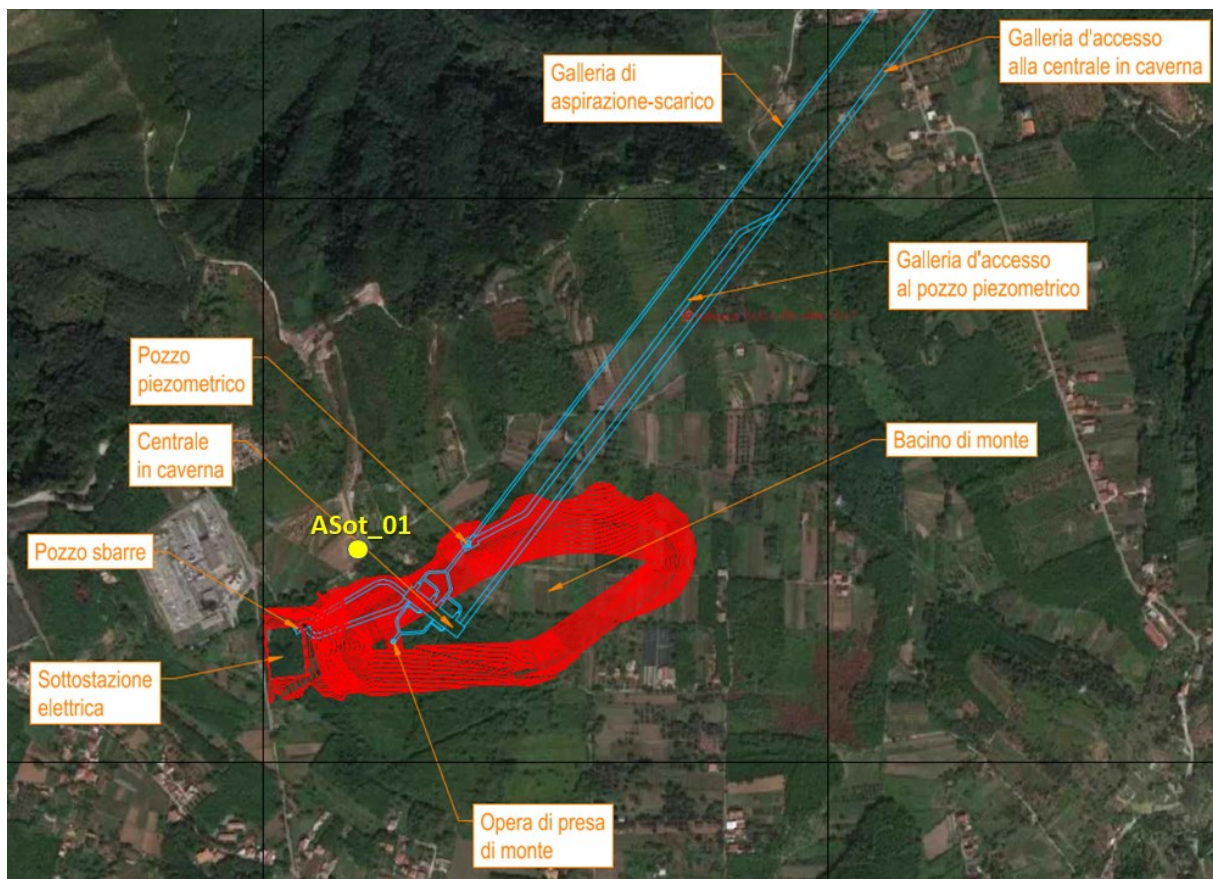 Galleria d'accesso
alla centrale in caverna
Galleria di
aspirazione-scarico
Galleria d'accesso
al pozzo piezometrico
Pozzo
piezometrico
Centrale
in caverna
Bacino di monte
ASot_01
Pozzo sbarre
Sottostazione
elettrica
Opera di presa
di monte